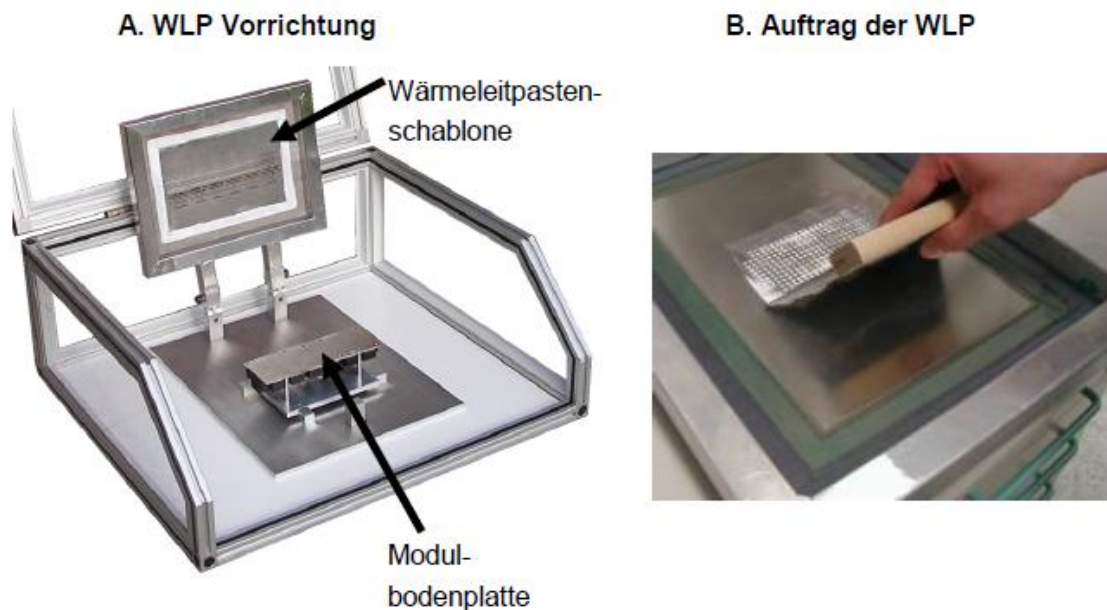 A. WLP Vorrichtung
B. Auftrag der WLP
Wärmeleitpasten-
schablone
Modul-
bodenplatte